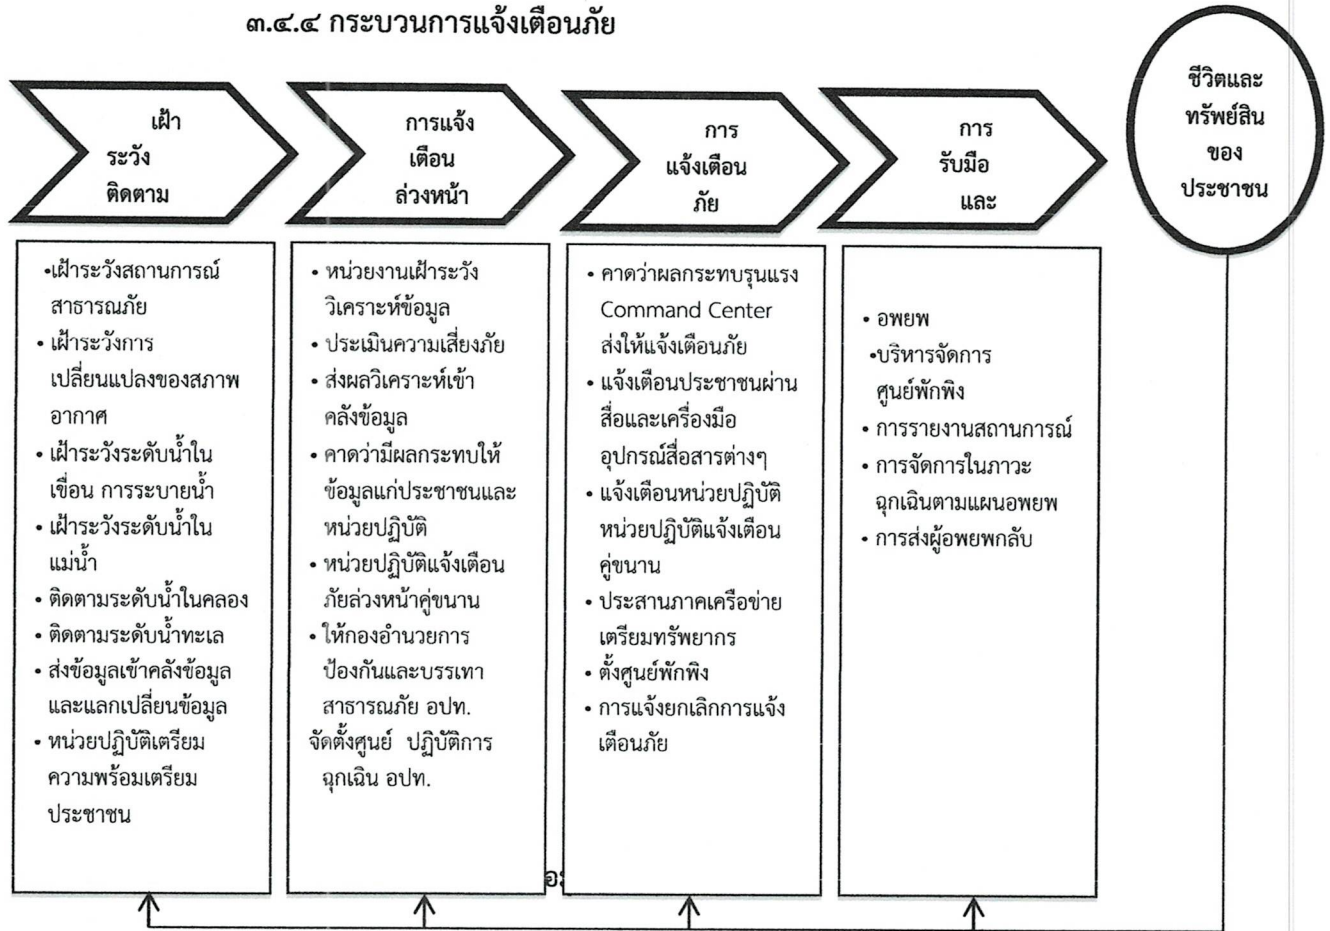 ๓.๔.๔ กระบวนการแจ้งเตือนภัย
เฝ้า
ระวัง
ติดตาม
การแจ้ง
เตือน
ล่วงหน้า
การ
แจ้งเตือน
ภัย
การ
รับมือ
และ
ชีวิตและ
ทรัพย์สิน
ของ
ประชาชน
•เฝ้าระวังสถานการณ์
สาธารณภัย
• เฝ้าระวังการ
เปลี่ยนแปลงของสภาพ
อากาศ
• เฝ้าระวังระดับน้ำใน
เขื่อน การระบายน้ำ
• เฝ้าระวังระดับน้ำใน
แม่น้ำ
• ติดตามระดับน้ำในคลอง
• ติดตามระดับน้ำทะเล
• ส่งข้อมูลเข้าคลังข้อมูล
และแลกเปลี่ยนข้อมูล
• หน่วยปฏิบัติเตรียม
ความพร้อมเตรียม
ประชาชน
• หน่วยงานเฝ้าระวัง
วิเคราะห์ข้อมูล
• ประเมินความเสี่ยงภัย
• ส่งผลวิเคราะห์เข้า
คลังข้อมูล
• คาดว่ามีผลกระทบให้
ข้อมูลแก่ประชาชนและ
หน่วยปฏิบัติ
• หน่วยปฏิบัติแจ้งเตือน
ภัยล่วงหน้าคู่ขนาน
• ให้กองอำนวยการ
ป้องกันและบรรเทา
สาธารณภัย อปท.
จัดตั้งศูนย์ ปฏิบัติการ
ฉุกเฉิน อปท.
• คาดว่าผลกระทบรุนแรง
Command Center
ส่งให้แจ้งเตือนภัย
• แจ้งเตือนประชาชนผ่าน
สื่อและเครื่องมือ
อุปกรณ์สื่อสารต่างๆ
• แจ้งเตือนหน่วยปฏิบัติ
หน่วยปฏิบัติแจ้งเตือน
คู่ขนาน
• ประสานภาคเครือข่าย
เตรียมทรัพยากร
• ตั้งศูนย์พักพิง
• การแจ้งยกเลิกการแจ้ง
เตือนภัย
• อพยพ
•บริหารจัดการ
ศูนย์พักพิง
• การรายงานสถานการณ์
• การจัดการในภาวะ
ฉุกเฉินตามแผนอพยพ
• การส่งผู้อพยพกลับ